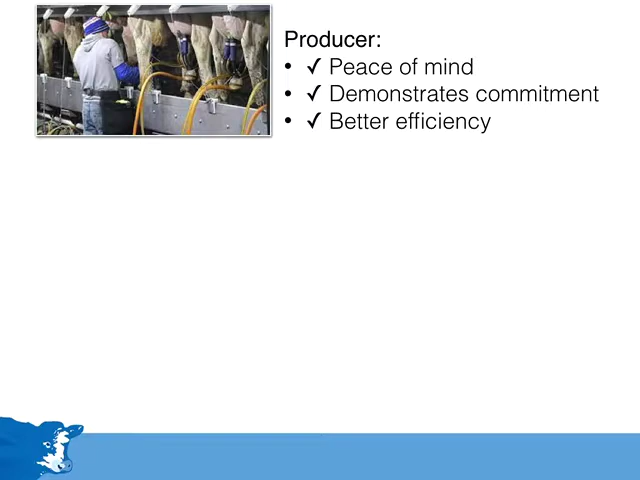 Producer:
• ✓ Peace of mind
• ✓ Demonstrates commitment
• ✓ Better efficiency